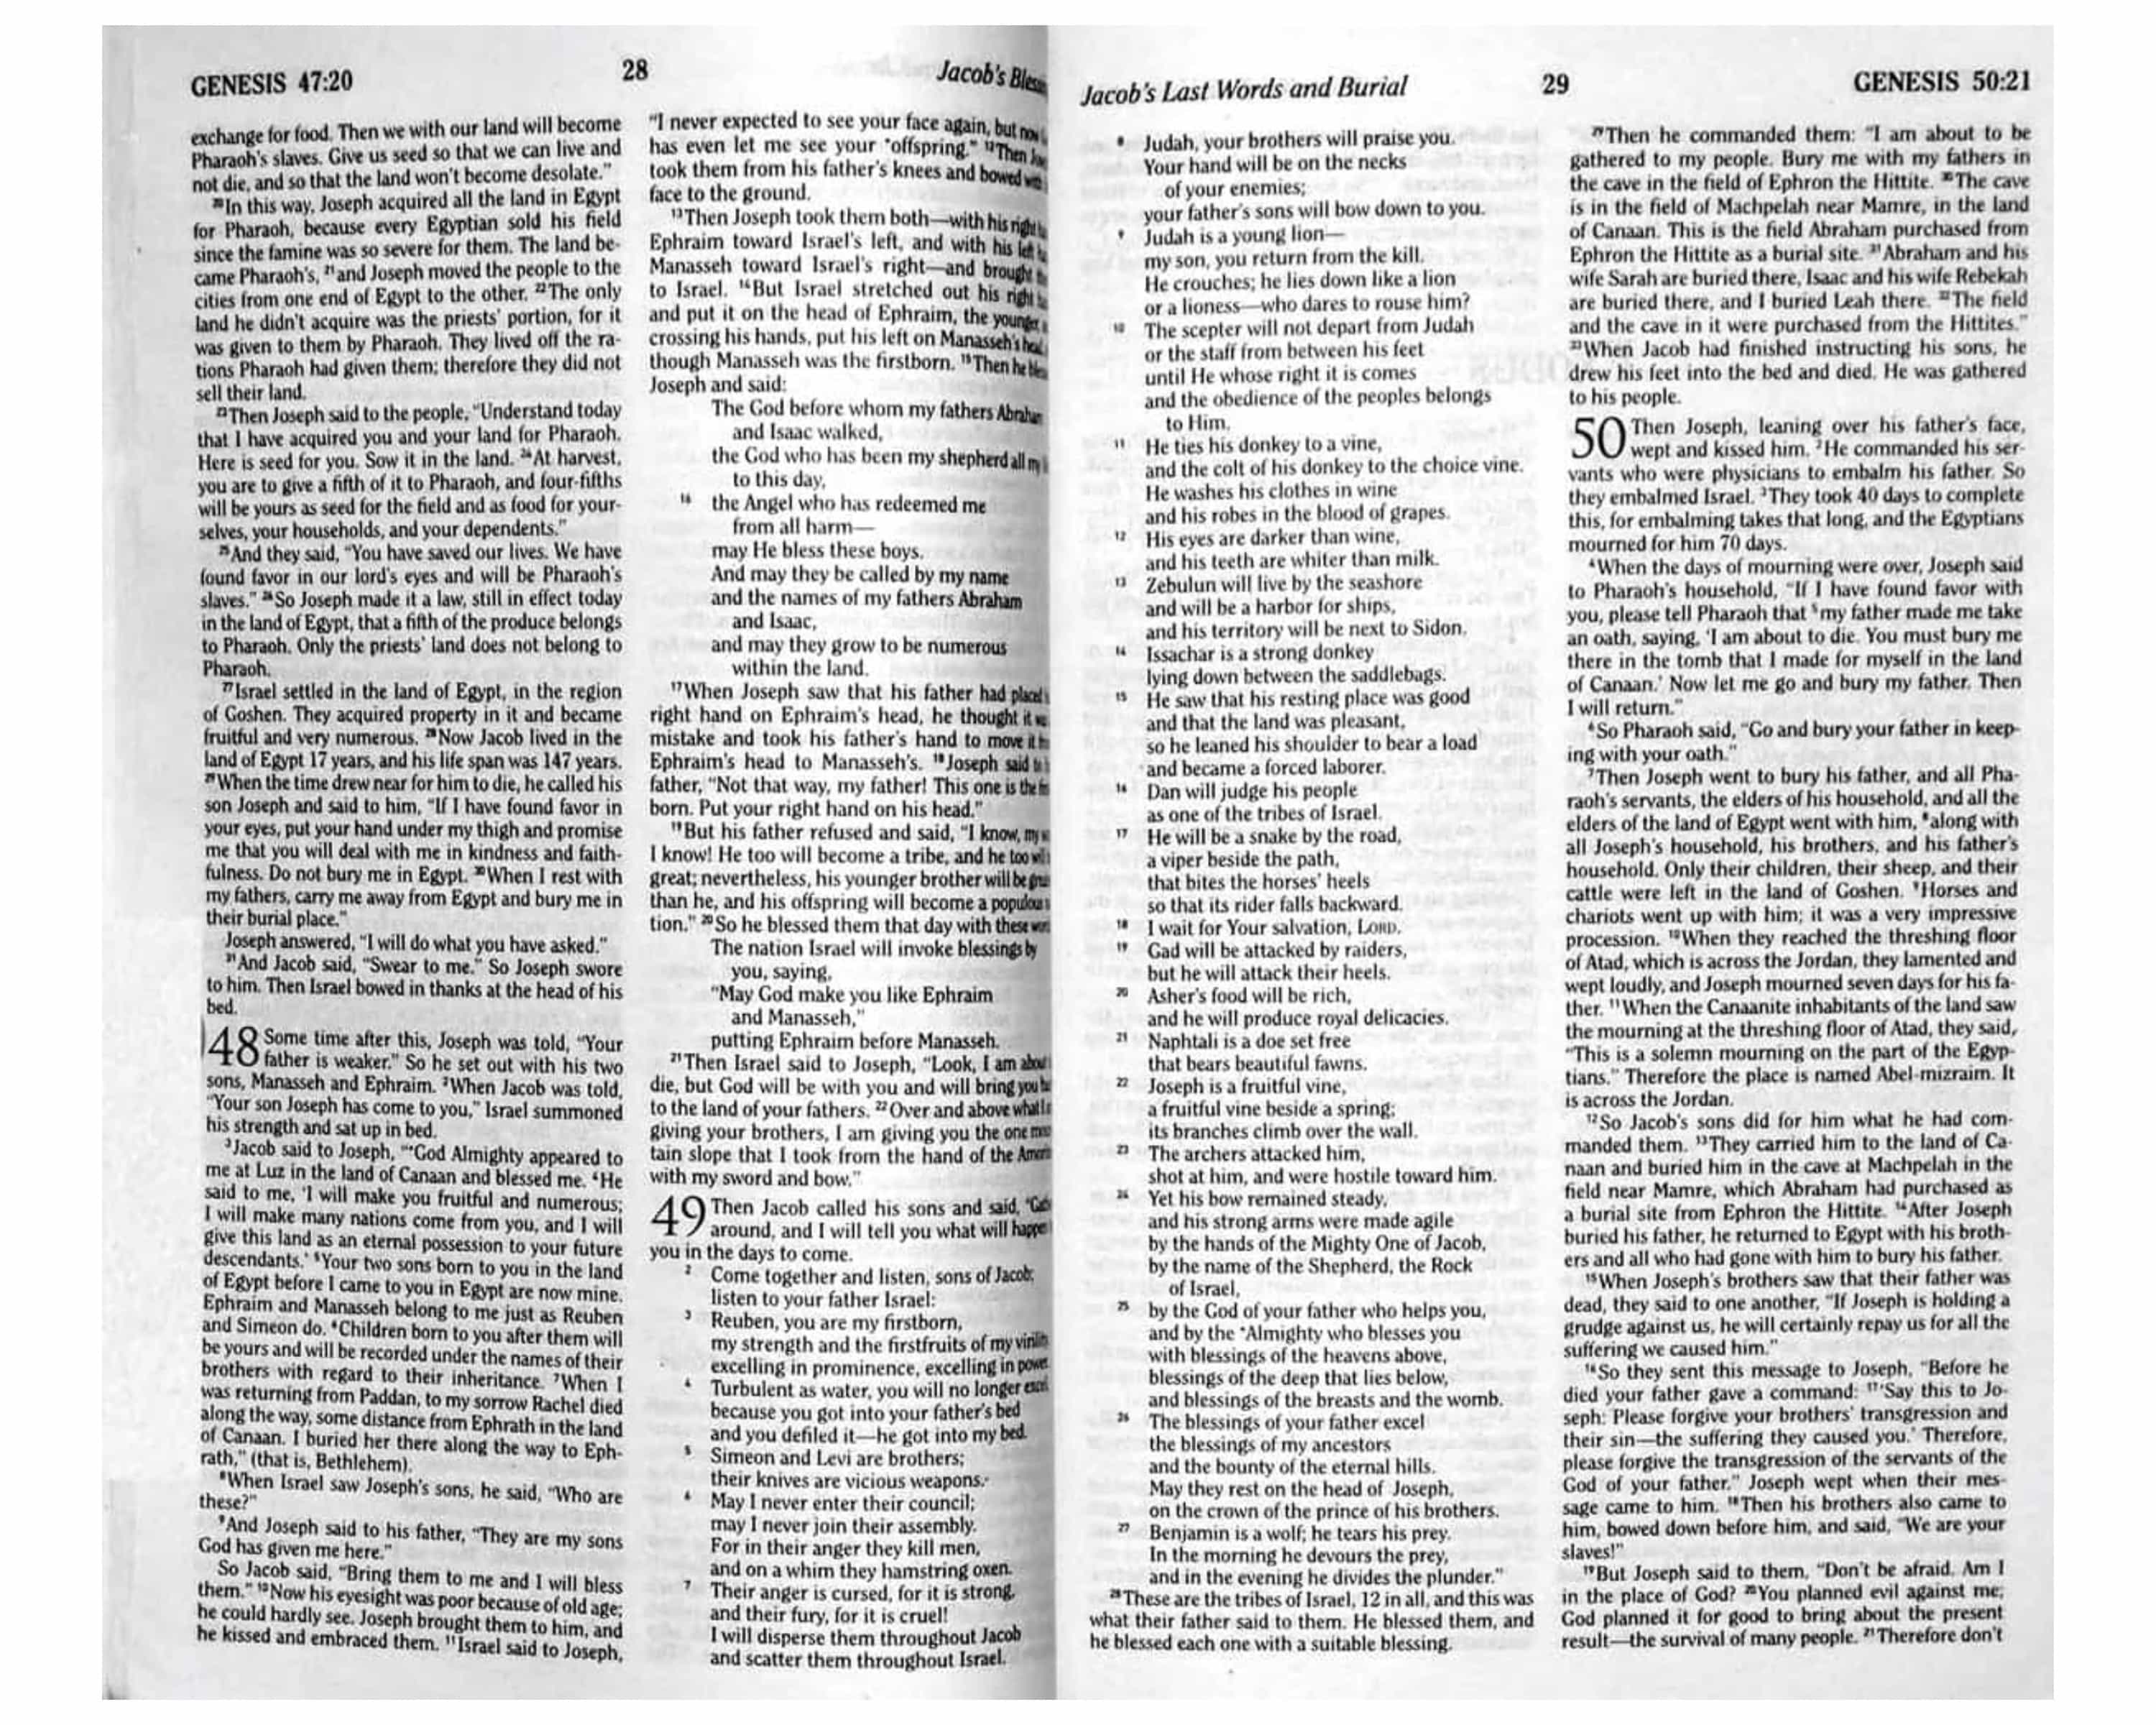 GENESIS 47:20
28
Jacob's
exchange for food. Then we with our land will become
Pharaoh's slaves. Give us seed so that we can live and
not die, and so that the land won't become desolate."
20In this way, Joseph acquired all the land in Egypt
for Pharaoh, because every Egyptian sold his field
since the famine was so severe for them. The land be-
came Pharaoh's, 21and Joseph moved the people to the
cities from one end of Egypt to the other. 22The only
land he didn't acquire was the priests' portion, for it
was given to them by Pharaoh. They lived off the ra-
tions Pharaoh had given them; therefore they did not
sell their land.
23Then Joseph said to the people, "Understand today
that I have acquired you and your land for Pharaoh.
Here is seed for you. Sow it in the land. 24At harvest,
you are to give a fifth of it to Pharaoh, and four-fifths
will be yours as seed for the field and as food for your-
selves, your households, and your dependents."
25And they said, "You have saved our lives. We have
found favor in our lord's eyes and will be Pharaoh's
slaves." 26So Joseph made it a law, still in effect today
in the land of Egypt, that a fifth of the produce belongs
to Pharaoh. Only the priests' land does not belong to
Pharaoh.
27Israel settled in the land of Egypt, in the region
of Goshen. They acquired property in it and became
fruitful and very numerous. 28Now Jacob lived in the
land of Egypt 17 years, and his life span was 147 years.
29When the time drew near for him to die, he called his
son Joseph and said to him, "If I have found favor in
your eyes, put your hand under my thigh and promise
me that you will deal with me in kindness and faith-
fulness. Do not bury me in Egypt. 30When I rest with
my fathers, carry me away from Egypt and bury me in
their burial place."
Joseph answered, "I will do what you have asked."
31And Jacob said, "Swear to me." So Joseph swore
to him. Then Israel bowed in thanks at the head of his
bed.
48 Some time after this, Joseph was told, "Your
father is weaker." So he set out with his two
sons, Manasseh and Ephraim. 2When Jacob was told,
"Your son Joseph has come to you," Israel summoned
his strength and sat up in bed.
3Jacob said to Joseph, "*God Almighty appeared to
me at Luz in the land of Canaan and blessed me. 4He
said to me, 'I will make you fruitful and numerous;
I will make many nations come from you, and I will
give this land as an eternal possession to your future
descendants.' 5Your two sons born to you in the land
of Egypt before I came to you in Egypt are now mine.
Ephraim and Manasseh belong to me just as Reuben
and Simeon do. 6Children born to you after them will
be yours and will be recorded under the names of their
brothers with regard to their inheritance. 7When I
was returning from Paddan, to my sorrow Rachel died
along the way, some distance from Ephrath in the land
of Canaan. I buried her there along the way to Eph-
rath," (that is, Bethlehem).
8When Israel saw Joseph's sons, he said, "Who are
these?"
9And Joseph said to his father, "They are my sons
God has given me here."
So Jacob said, "Bring them to me and I will bless
them." 10Now his eyesight was poor because of old age;
he could hardly see. Joseph brought them to him, and
he kissed and embraced them. 11Israel said to Joseph,
"I never expected to see your face again, but now
has even let me see your *offspring." 12Then
took them from his father's knees and bowed
face to the ground.
13Then Joseph took them both—with his right
Ephraim toward Israel's left, and with his left
Manasseh toward Israel's right—and brought
to Israel. 14But Israel stretched out his right
and put it on the head of Ephraim, the younger
crossing his hands, put his left on Manasseh's
though Manasseh was the firstborn. 15Then he
Joseph and said:
The God before whom my fathers Abraham
and Isaac walked,
the God who has been my shepherd all my
to this day,
16 the Angel who has redeemed me
from all harm—
may He bless these boys.
And may they be called by my name
and the names of my fathers Abraham
and Isaac,
and may they grow to be numerous
within the land.
17When Joseph saw that his father had placed
right hand on Ephraim's head, he thought it
mistake and took his father's hand to move it
Ephraim's head to Manasseh's. 18Joseph said to
father, "Not that way, my father! This one is the
born. Put your right hand on his head."
19But his father refused and said, "I know, my
I know! He too will become a tribe, and he too
great; nevertheless, his younger brother will be
than he, and his offspring will become a populous
tion." 20So he blessed them that day with these
The nation Israel will invoke blessings by
you, saying,
"May God make you like Ephraim
and Manasseh,"
putting Ephraim before Manasseh.
21Then Israel said to Joseph, "Look, I am about
die, but God will be with you and will bring you
to the land of your fathers. 22Over and above what
giving your brothers, I am giving you the one
tain slope that I took from the hand of the
with my sword and bow."
49 Then Jacob called his sons and said,
around, and I will tell you what will happen
you in the days to come.
2 Come together and listen, sons of Jacob;
listen to your father Israel:
3 Reuben, you are my firstborn,
my strength and the firstfruits of my virility
excelling in prominence, excelling in power.
4 Turbulent as water, you will no longer excel
because you got into your father's bed
and you defiled it—he got into my bed.
5 Simeon and Levi are brothers;
their knives are vicious weapons.
6 May I never enter their council;
may I never join their assembly.
For in their anger they kill men,
and on a whim they hamstring oxen.
7 Their anger is cursed, for it is strong,
and their fury, for it is cruel!
I will disperse them throughout Jacob
and scatter them throughout Israel.
Jacob's Last Words and Burial
29
GENESIS 50:21
8 Judah, your brothers will praise you.
Your hand will be on the necks
of your enemies;
your father's sons will bow down to you.
9 Judah is a young lion—
my son, you return from the kill.
He crouches; he lies down like a lion
or a lioness—who dares to rouse him?
10 The scepter will not depart from Judah
or the staff from between his feet
until He whose right it is comes
and the obedience of the peoples belongs
to Him.
11 He ties his donkey to a vine,
and the colt of his donkey to the choice vine.
He washes his clothes in wine
and his robes in the blood of grapes.
12 His eyes are darker than wine,
and his teeth are whiter than milk.
13 Zebulun will live by the seashore
and will be a harbor for ships,
and his territory will be next to Sidon.
14 Issachar is a strong donkey
lying down between the saddlebags.
15 He saw that his resting place was good
and that the land was pleasant,
so he leaned his shoulder to bear a load
and became a forced laborer.
16 Dan will judge his people
as one of the tribes of Israel.
17 He will be a snake by the road,
a viper beside the path,
that bites the horses' heels
so that its rider falls backward.
18 I wait for Your salvation, LORD.
19 Gad will be attacked by raiders,
but he will attack their heels.
20 Asher's food will be rich,
and he will produce royal delicacies.
21 Naphtali is a doe set free
that bears beautiful fawns.
22 Joseph is a fruitful vine,
a fruitful vine beside a spring;
its branches climb over the wall.
23 The archers attacked him,
shot at him, and were hostile toward him.
24 Yet his bow remained steady,
and his strong arms were made agile
by the hands of the Mighty One of Jacob,
by the name of the Shepherd, the Rock
of Israel,
25 by the God of your father who helps you,
and by the *Almighty who blesses you
with blessings of the heavens above,
blessings of the deep that lies below,
and blessings of the breasts and the womb.
26 The blessings of your father excel
the blessings of my ancestors
and the bounty of the eternal hills.
May they rest on the head of Joseph,
on the crown of the prince of his brothers.
27 Benjamin is a wolf; he tears his prey.
In the morning he devours the prey,
and in the evening he divides the plunder."
28These are the tribes of Israel, 12 in all, and this was
what their father said to them. He blessed them, and
he blessed each one with a suitable blessing.
29Then he commanded them: "I am about to be
gathered to my people. Bury me with my fathers in
the cave in the field of Ephron the Hittite. 30The cave
is in the field of Machpelah near Mamre, in the land
of Canaan. This is the field Abraham purchased from
Ephron the Hittite as a burial site. 31Abraham and his
wife Sarah are buried there, Isaac and his wife Rebekah
are buried there, and I buried Leah there. 32The field
and the cave in it were purchased from the Hittites."
33When Jacob had finished instructing his sons, he
drew his feet into the bed and died. He was gathered
to his people.
50 Then Joseph, leaning over his father's face,
wept and kissed him. 2He commanded his ser-
vants who were physicians to embalm his father. So
they embalmed Israel. 3They took 40 days to complete
this, for embalming takes that long, and the Egyptians
mourned for him 70 days.
4When the days of mourning were over, Joseph said
to Pharaoh's household, "If I have found favor with
you, please tell Pharaoh that 5my father made me take
an oath, saying, 'I am about to die. You must bury me
there in the tomb that I made for myself in the land
of Canaan.' Now let me go and bury my father. Then
I will return."
6So Pharaoh said, "Go and bury your father in keep-
ing with your oath."
7Then Joseph went to bury his father, and all Pha-
raoh's servants, the elders of his household, and all the
elders of the land of Egypt went with him, 8along with
all Joseph's household, his brothers, and his father's
household. Only their children, their sheep, and their
cattle were left in the land of Goshen. 9Horses and
chariots went up with him; it was a very impressive
procession. 10When they reached the threshing floor
of Atad, which is across the Jordan, they lamented and
wept loudly, and Joseph mourned seven days for his fa-
ther. 11When the Canaanite inhabitants of the land saw
the mourning at the threshing floor of Atad, they said,
"This is a solemn mourning on the part of the Egyp-
tians." Therefore the place is named Abel-mizraim. It
is across the Jordan.
12So Jacob's sons did for him what he had com-
manded them. 13They carried him to the land of Ca-
naan and buried him in the cave at Machpelah in the
field near Mamre, which Abraham had purchased as
a burial site from Ephron the Hittite. 14After Joseph
buried his father, he returned to Egypt with his broth-
ers and all who had gone with him to bury his father.
15When Joseph's brothers saw that their father was
dead, they said to one another, "If Joseph is holding a
grudge against us, he will certainly repay us for all the
suffering we caused him."
16So they sent this message to Joseph, "Before he
died your father gave a command: 17'Say this to Jo-
seph: Please forgive your brothers' transgression and
their sin—the suffering they caused you.' Therefore,
please forgive the transgression of the servants of the
God of your father." Joseph wept when their mes-
sage came to him. 18Then his brothers also came to
him, bowed down before him, and said, "We are your
slaves!"
19But Joseph said to them, "Don't be afraid. Am I
in the place of God? 20You planned evil against me;
God planned it for good to bring about the present
result—the survival of many people. 21Therefore don't